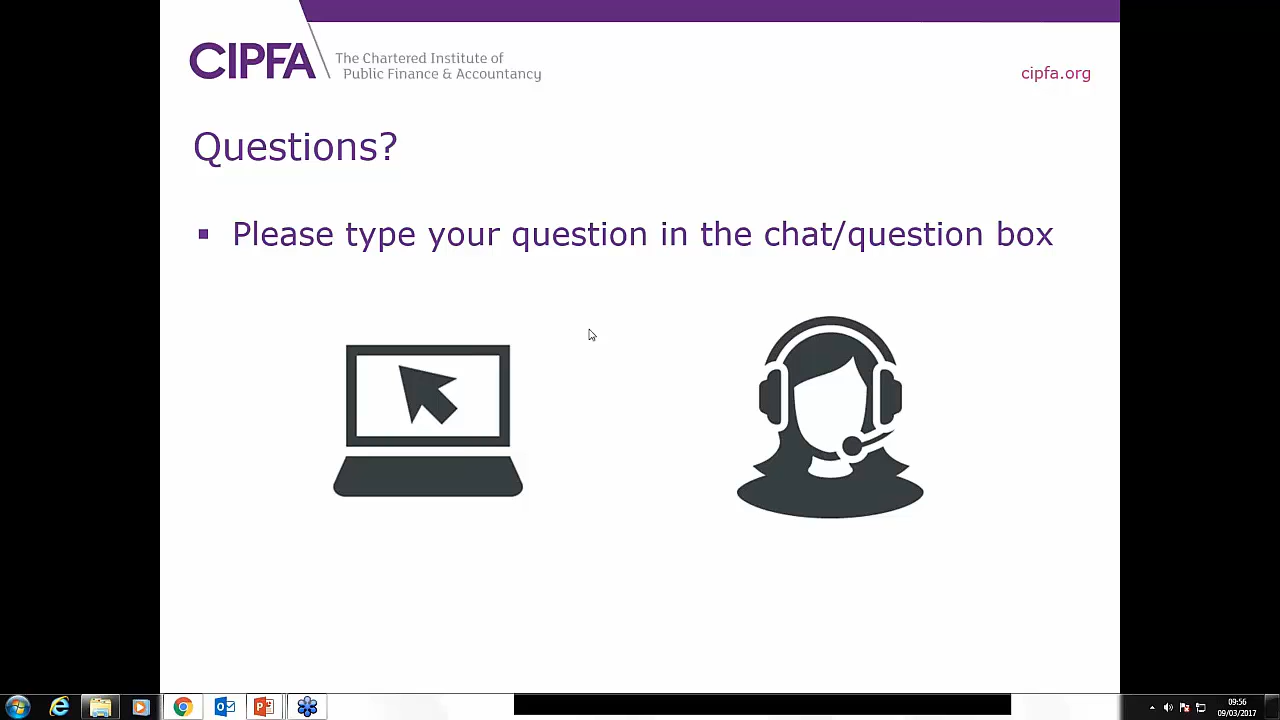 CIPFA
The Chartered Institute of
Public Finance & Accountancy
cipfa.org
Questions?
▪ Please type your question in the chat/question box
09:56
09/03/2017